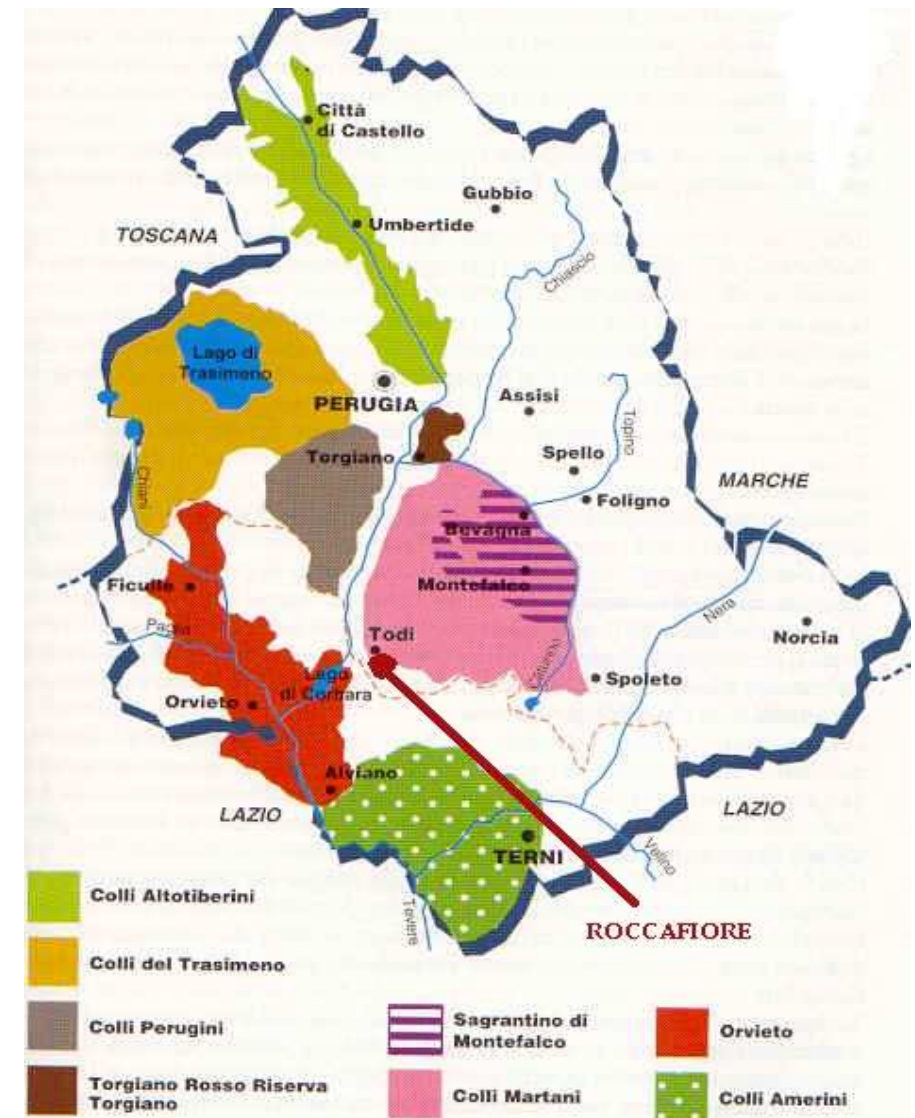 Città
di Castello
Gubbio
Umbertide
TOSCANA
Chiascio
Lago di
Trasimeno
PERUGIA
Assisi
Topino
Torgiano
Spello
MARCHE
Foligno
Chiani
Bevagna
Ficulle
Montefalco
Nera
Paglia
Todi
Norcia
Lago
di Corbara
Spoleto
Orvieto
Alviano
LAZIO
LAZIO
TERNI
Velino
Tevere
ROCCAFIORE
Colli Altotiberini
Colli del Trasimeno
Colli Perugini
Torgiano Rosso Riserva
Torgiano
Sagrantino di
Montefalco
Colli Martani
Orvieto
Colli Amerini